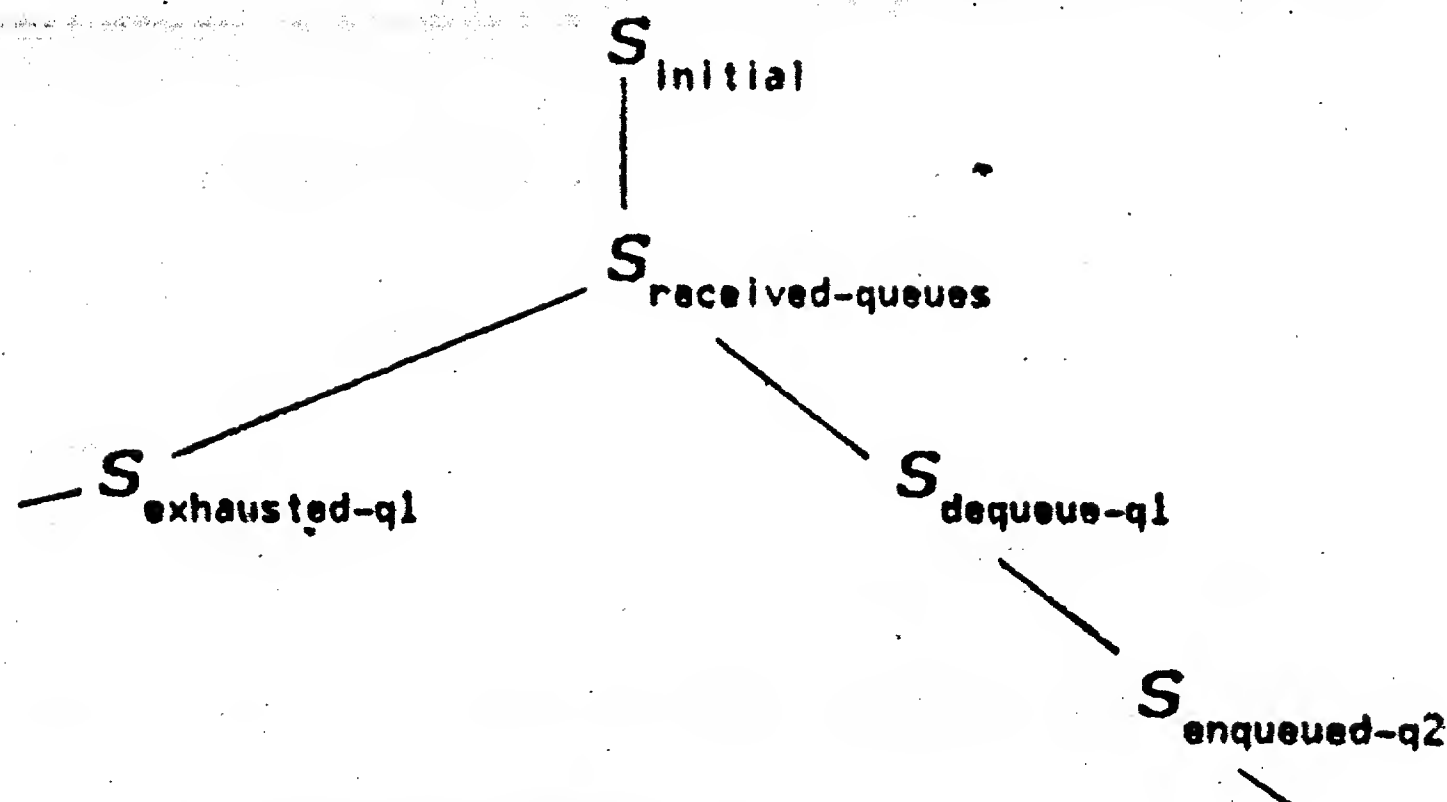 S initial
S received-queues
S exhausted-q1
S dequeue-q1
S enqueued-q2